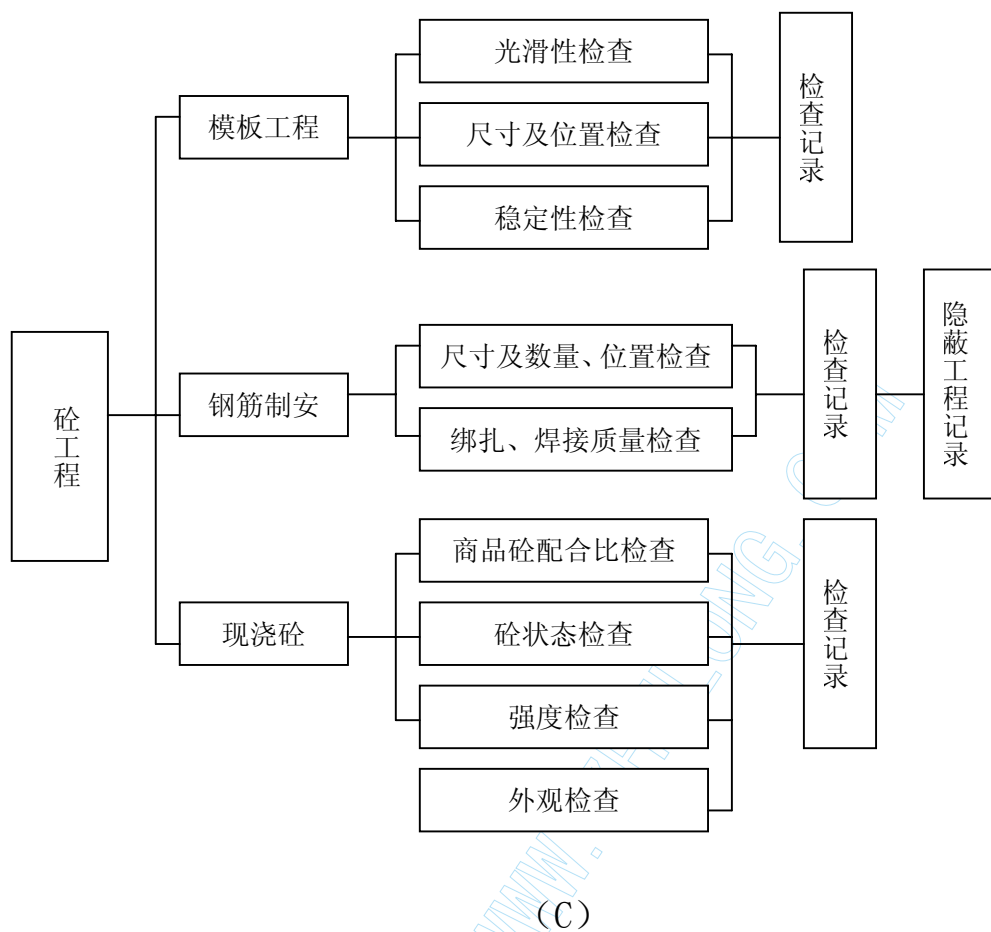 砼工程
模板工程
光滑性检查
尺寸及位置检查
稳定性检查
检查记录
钢筋制安
尺寸及数量、位置检查
绑扎、焊接质量检查
检查记录
隐蔽工程记录
现浇砼
商品砼配合比检查
砼状态检查
强度检查
外观检查
检查记录
(C)